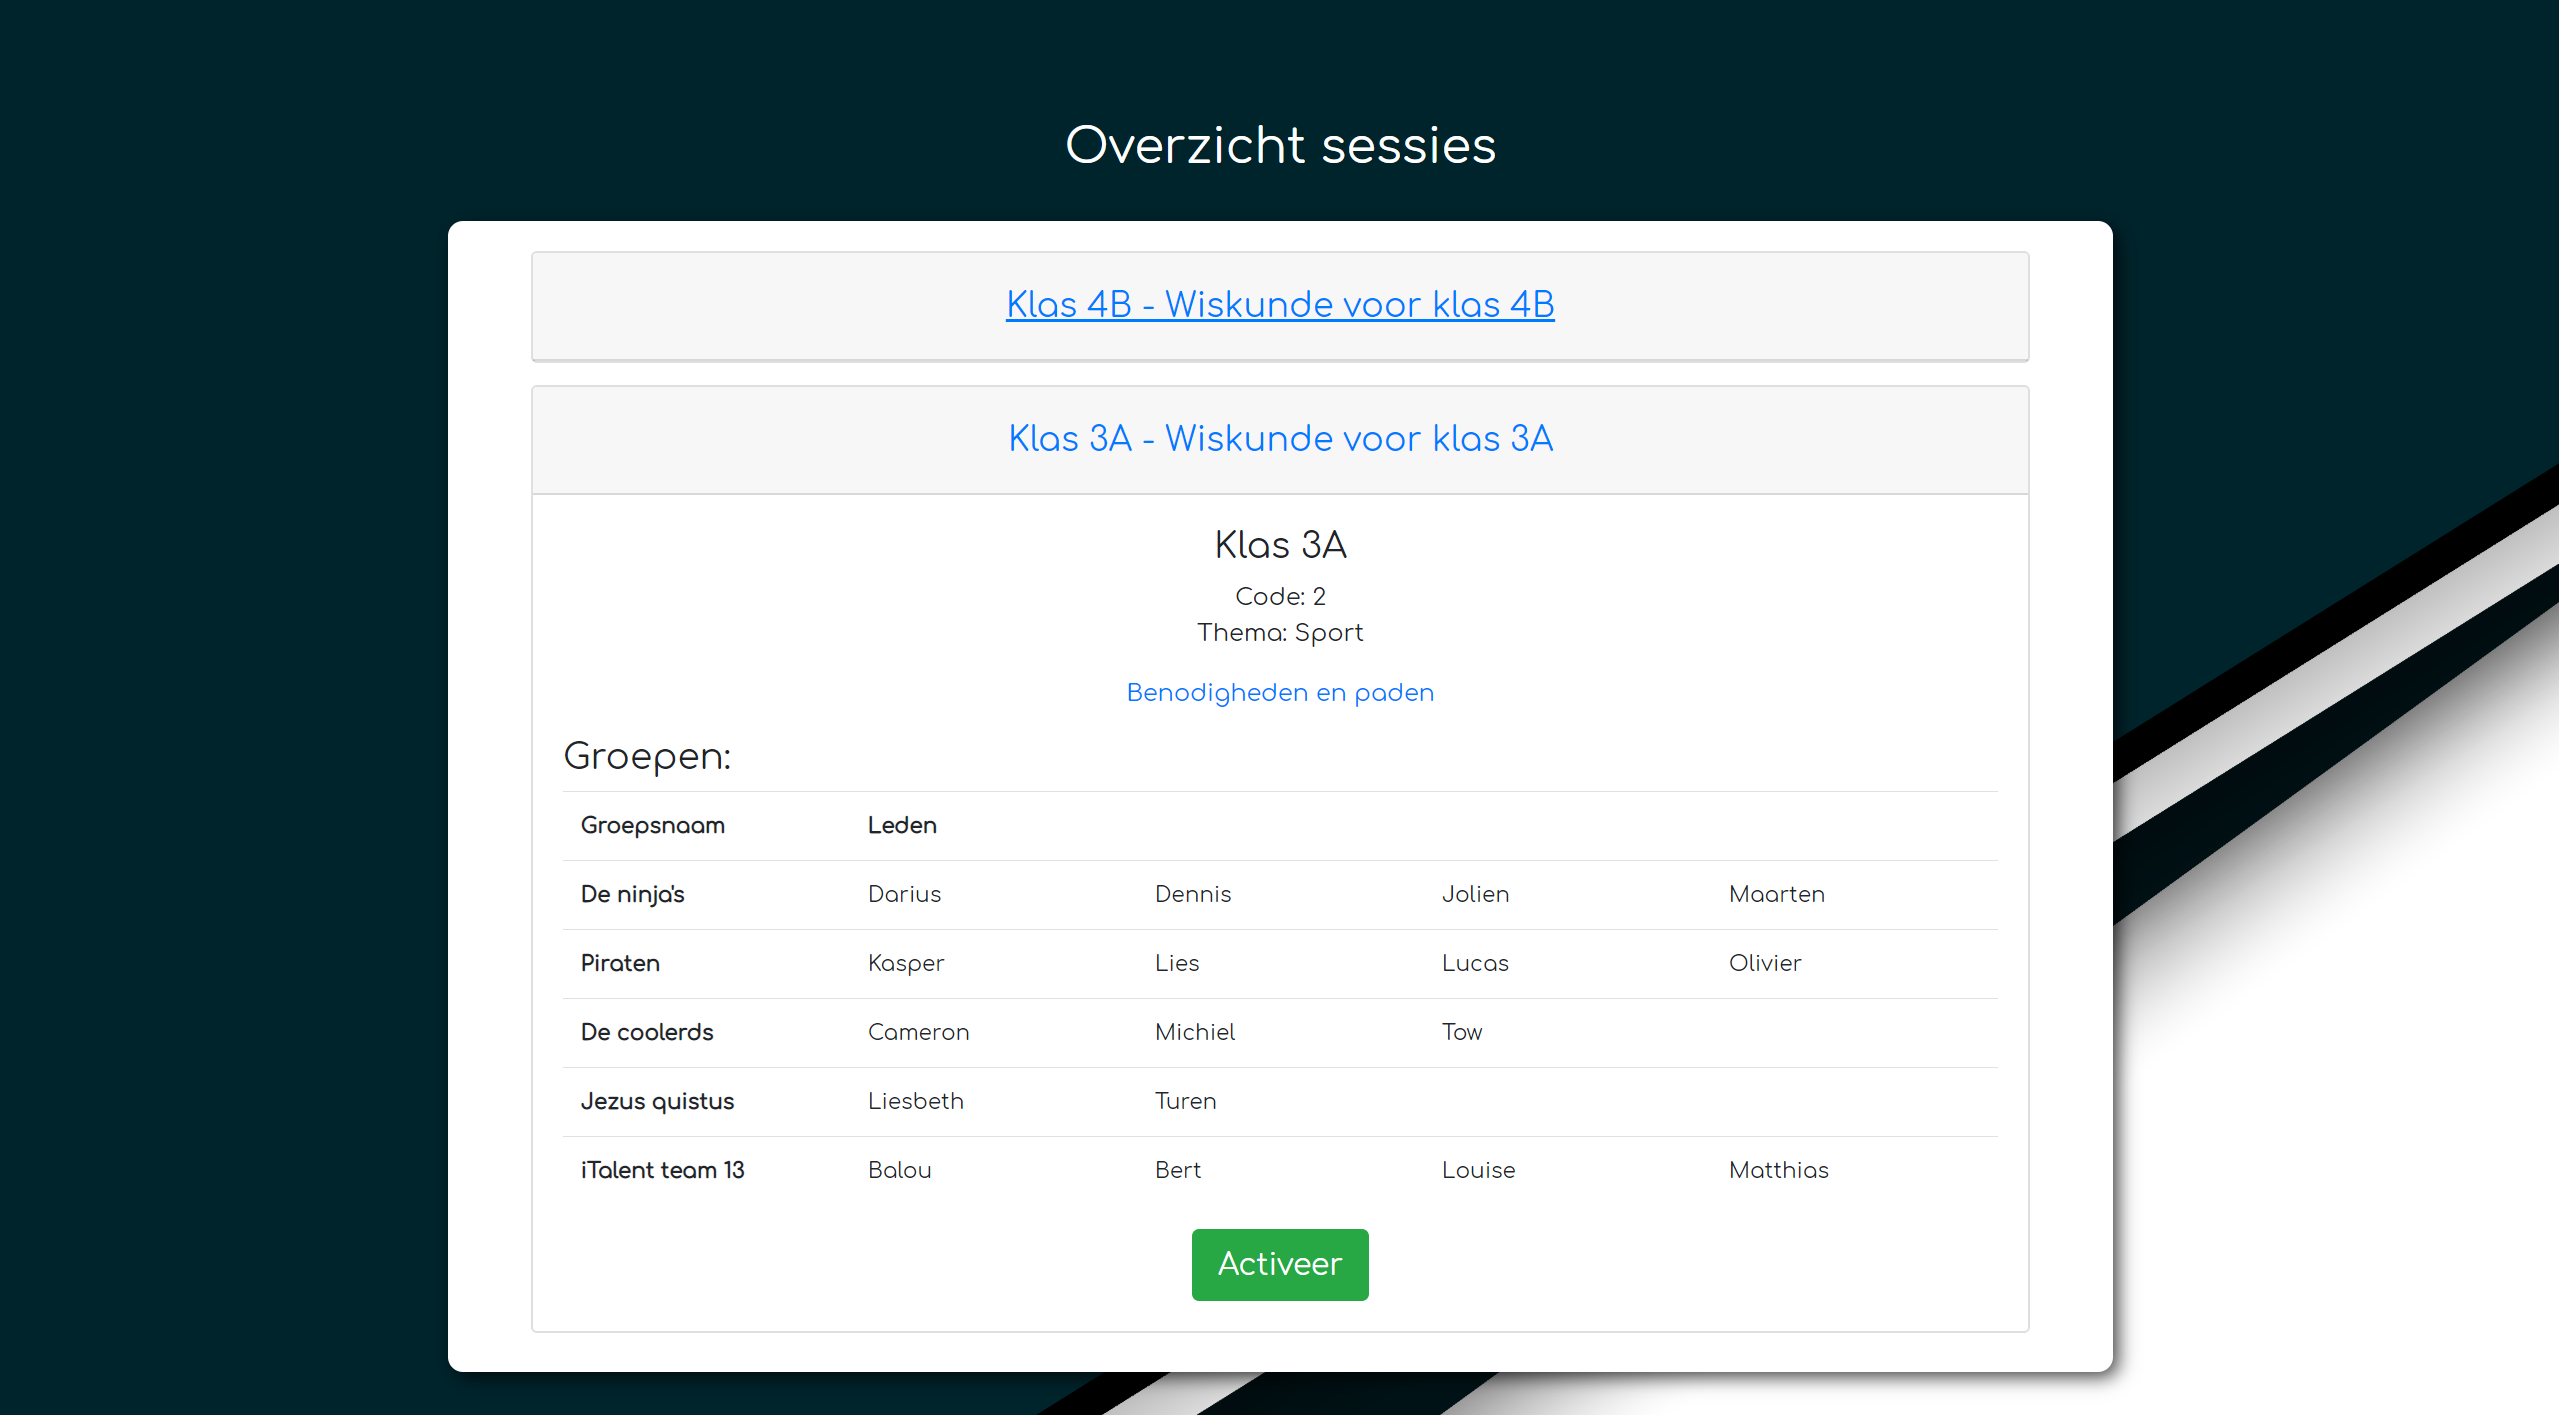 Overzicht sessies
Klas 4B - Wiskunde voor klas 4B
Klas 3A - Wiskunde voor klas 3A
Klas 3A
Code: 2
Thema: Sport
Benodigheden en paden
Groepen:
Groepsnaam Leden
De ninja's Darius Dennis Jolien Maarten
Piraten Kasper Lies Lucas Olivier
De coolerds Cameron Michiel Tow
Jezus quistus Liesbeth Turen
iTalent team 13 Balou Bert Louise Matthias
Activeer